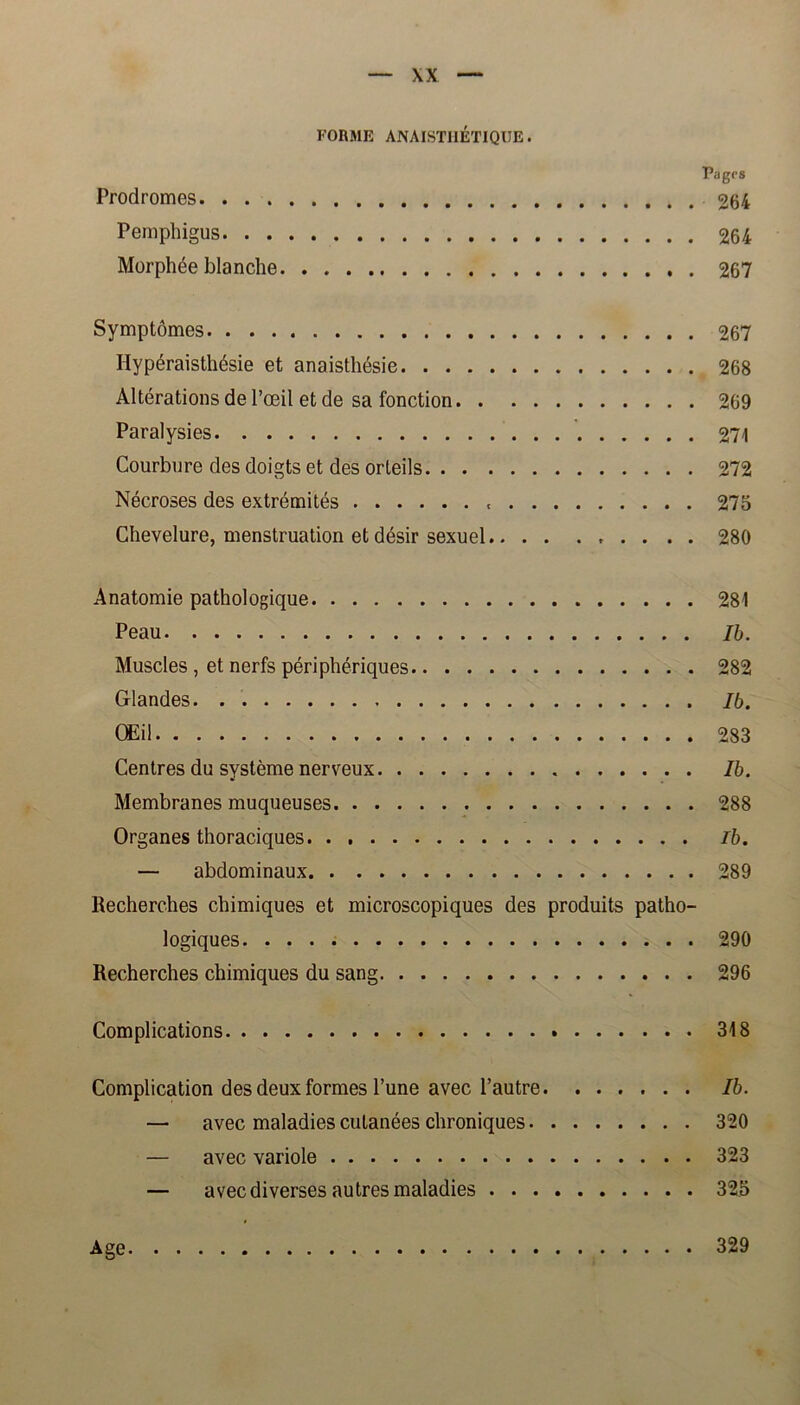 — XX —
FORME ANAISTHÉTIQUE.
Pages
Prodromes. . . . . . . . . . . . . . . . . . . . . . . . 264
Pemphigus. . . . . . . . . . . . . . . . . . . . . . . 264
Morphée blanche. . . . . . . . . . . . . . . . . . . . 267
Symptômes. . . . . . . . . . . . . . . . . . . . . . . 267
Hypéraisthésie et anaisthésie. . . . . . . . . . . . . . 268
Altérations de l'œil et de sa fonction. . . . . . . . . . . 269
Paralysies. . . . . . . . . . . . . . . . . . . . . . . 271
Courbure des doigts et des orteils. . . . . . . . . . . . . 272
Nécroses des extrémités . . . . . . . . . . . . . . . . 275
Chevelure, menstruation et désir sexuel. . . . . . . . . . 280
Anatomie pathologique. . . . . . . . . . . . . . . . . . 281
Peau. . . . . . . . . . . . . . . . . . . . . . . . . Ib.
Muscles , et nerfs périphériques. . . . . . . . . . . . . . 282
Glandes. . . . . . . . . . . . . . . . . . . . . . . . Ib.
Œil. . . . . . . . . . . . . . . . . . . . . . . . . . 283
Centres du système nerveux. . . . . . . . . . . . . . . Ib.
Membranes muqueuses. . . . . . . . . . . . . . . . . 288
Organes thoraciques. . . . . . . . . . . . . . . . . . Ib.
— abdominaux. . . . . . . . . . . . . . . . . . 289
Recherches chimiques et microscopiques des produits patho-
logiques. . . . . . . . . . . . . . . . . . . . . . 290
Recherches chimiques du sang. . . . . . . . . . . . . . . 296
Complications. . . . . . . . . . . . . . . . . . . . . . 318
Complication des deux formes l'une avec l'autre. . . . . . . Ib.
— avec maladies cutanées chroniques. . . . . . . . 320
— avec variole . . . . . . . . . . . . . . . . . 323
— avec diverses autres maladies . . . . . . . . . . 325
Age. . . . . . . . . . . . . . . . . . . . . . . . . . 329